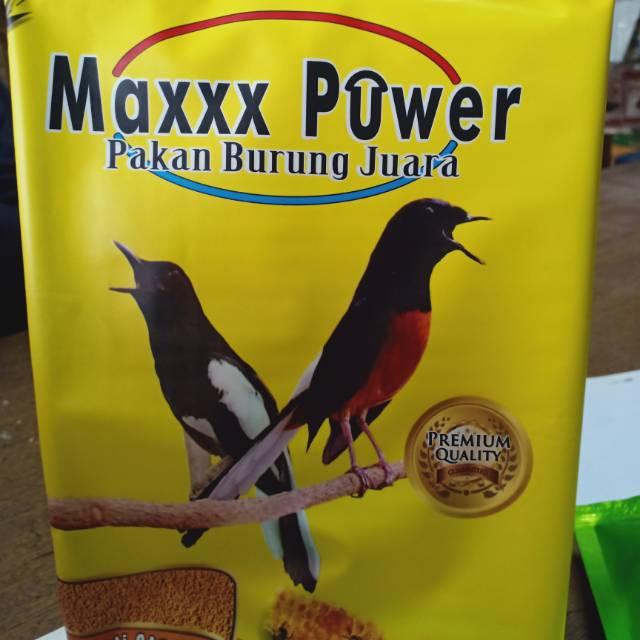 Maxxx Power
Pakan Burung Juara
PREMIUM
QUALITY